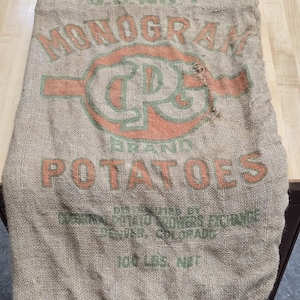 MONOGRAM
CPG
BRAND
POTATOES
DISTRIBUTED BY
COLORADO POTATO GROWERS EXCHANGE
DENVER, COLORADO
100 LBS. NET